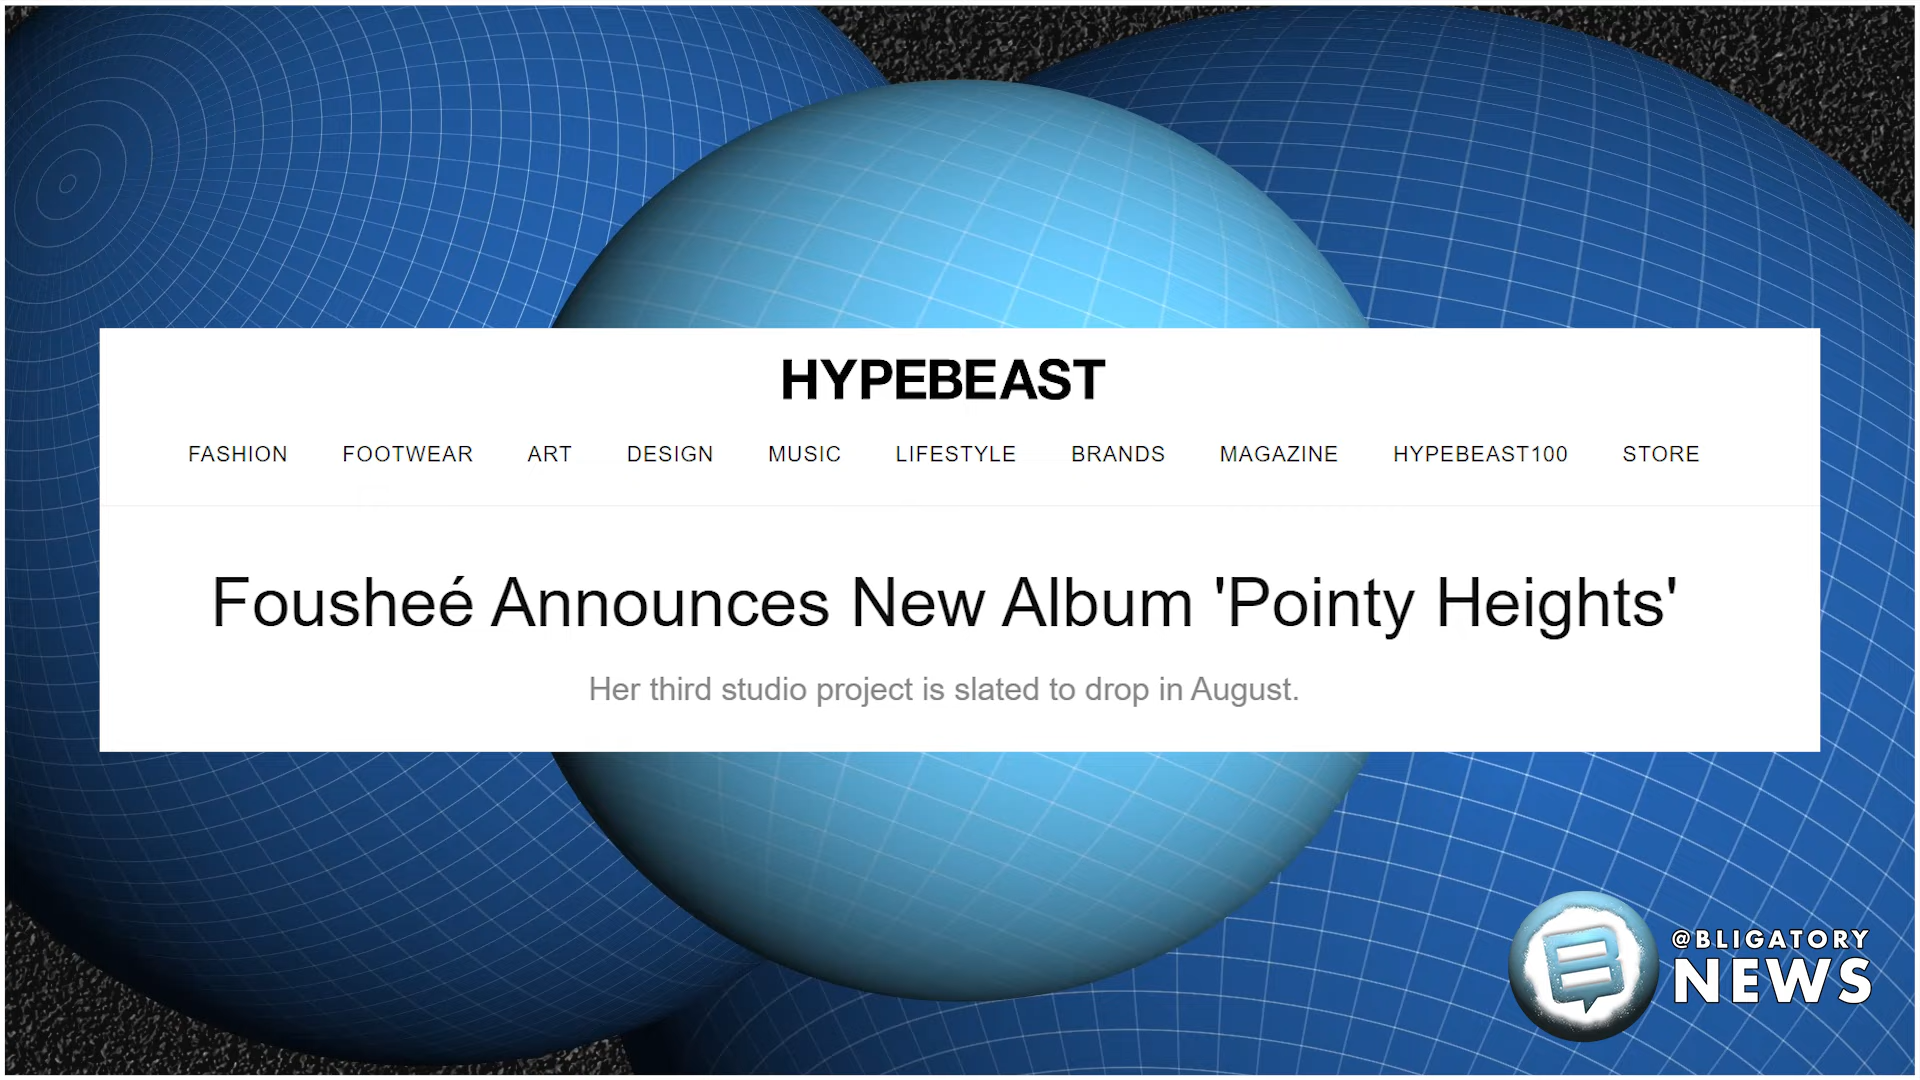 HYPEBEAST
FASHION FOOTWEAR ART DESIGN MUSIC LIFESTYLE BRANDS MAGAZINE HYPEBEAST100 STORE
Fousheé Announces New Album 'Pointy Heights'
Her third studio project is slated to drop in August.
B
@BLIGATORY
NEWS